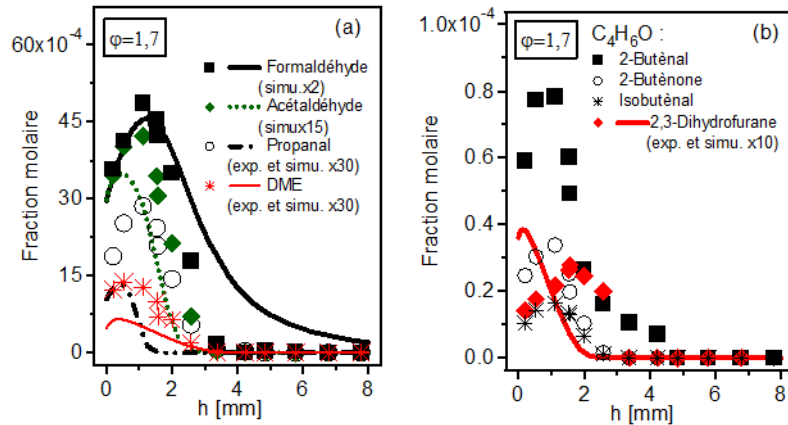 (a)
60x10⁻⁴
φ=1,7
Formaldéhyde
(simu.x2)
Acétaldéhyde
(simux15)
Propanal
(exp. et simu. x30)
DME
(exp. et simu. x30)
45
30
15
0
Fraction molaire
0 2 4 6 8
h [mm]
1.0x10⁻⁴
φ=1,7
C₄H₆O :
(b)
2-Butènal
2-Butènone
Isobutènal
2,3-Dihydrofurane
(exp. et simu. x10)
0.8
0.6
0.4
0.2
0.0
Fraction molaire
0 2 4 6 8
h [mm]